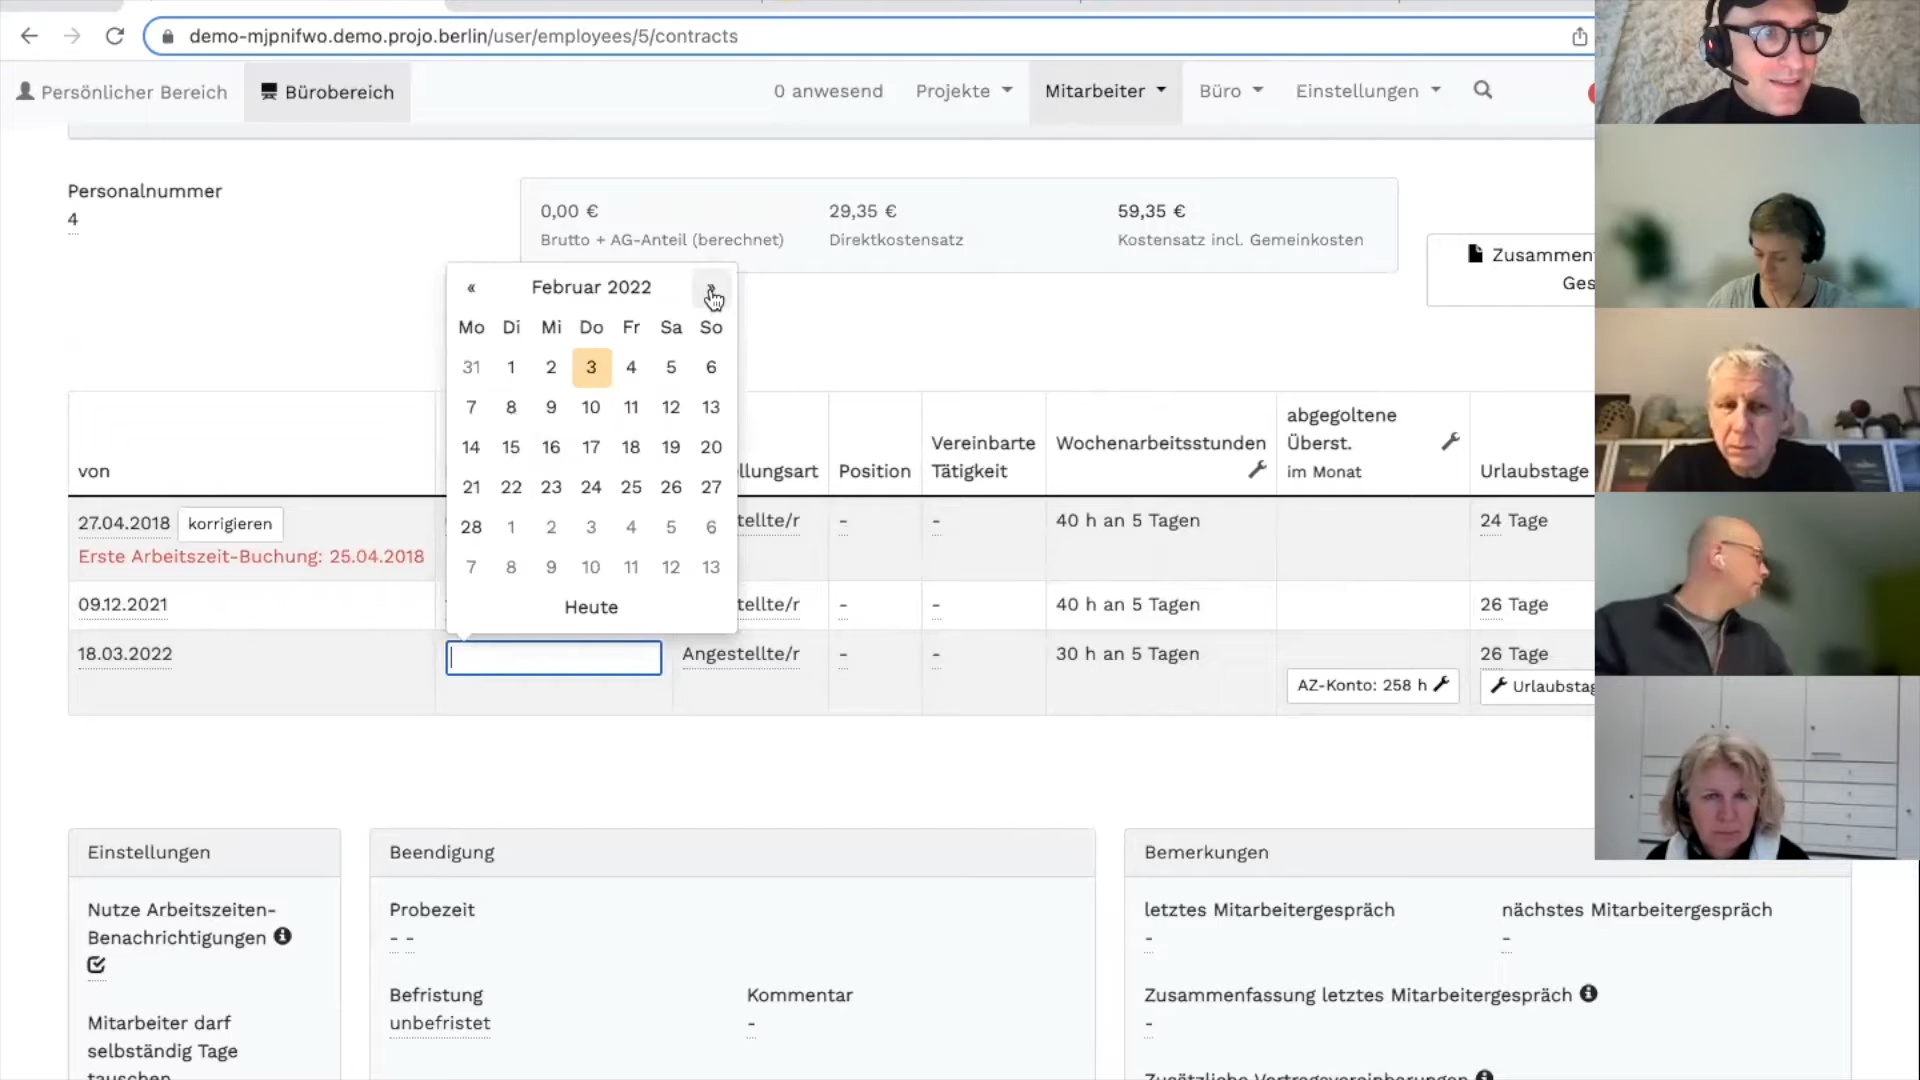 demo-mjpnifwo.demo.projo.berlin/user/employees/5/contracts
Persönlicher Bereich
Bürobereich
0 anwesend
Projekte
Mitarbeiter
Büro
Einstellungen
Personalnummer
4
0,00 €
Brutto + AG-Anteil (berechnet)
29,35 €
Direktkostensatz
59,35 €
Kostensatz incl. Gemeinkosten
« Februar 2022 »
Mo Di Mi Do Fr Sa So
31 1 2 3 4 5 6
7 8 9 10 11 12 13
14 15 16 17 18 19 20
21 22 23 24 25 26 27
28 1 2 3 4 5 6
7 8 9 10 11 12 13
Heute
von
Position
Vereinbarte
Tätigkeit
Wochenarbeitsstunden
abgegoltene
Überst.
im Monat
Urlaubstage
27.04.2018 korrigieren
Erste Arbeitszeit-Buchung: 25.04.2018
- - 40 h an 5 Tagen 24 Tage
09.12.2021 - - 40 h an 5 Tagen 26 Tage
18.03.2022 Angestellte/r - - 30 h an 5 Tagen 26 Tage
AZ-Konto: 258 h
Einstellungen
Nutze Arbeitszeiten-
Benachrichtigungen
Mitarbeiter darf
selbständig Tage
tauschen
Beendigung
Probezeit
- -
Befristung
unbefristet
Kommentar
-
Bemerkungen
letztes Mitarbeitergespräch
-
nächstes Mitarbeitergespräch
-
Zusammenfassung letztes Mitarbeitergespräch
-
Zusätzliche Vertragsvereinbarungen